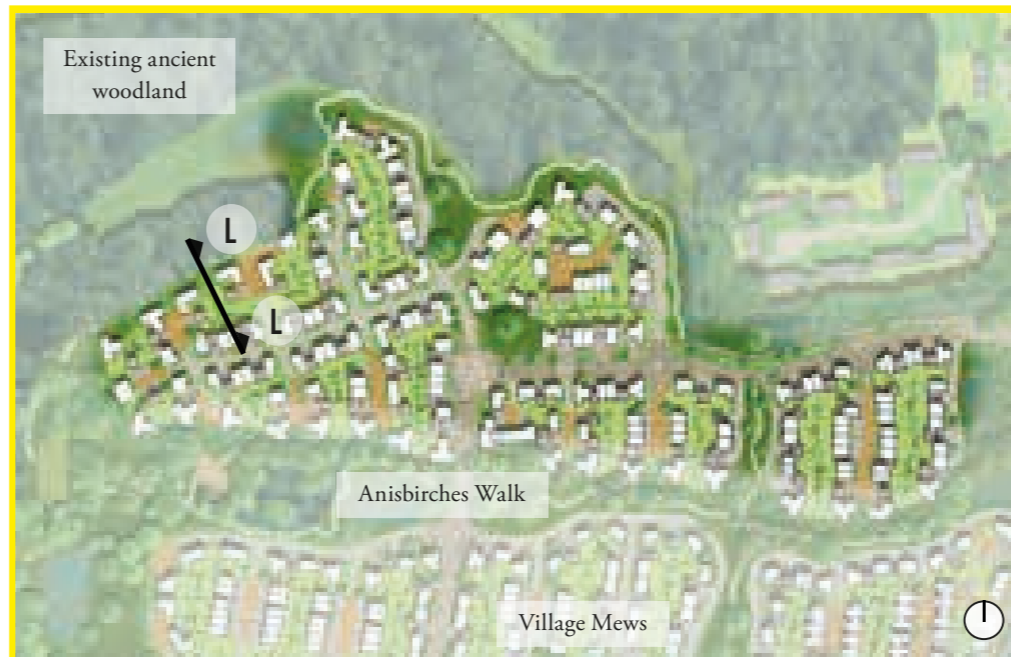 Existing ancient
woodland
L
L
Anisbirches Walk
Village Mews